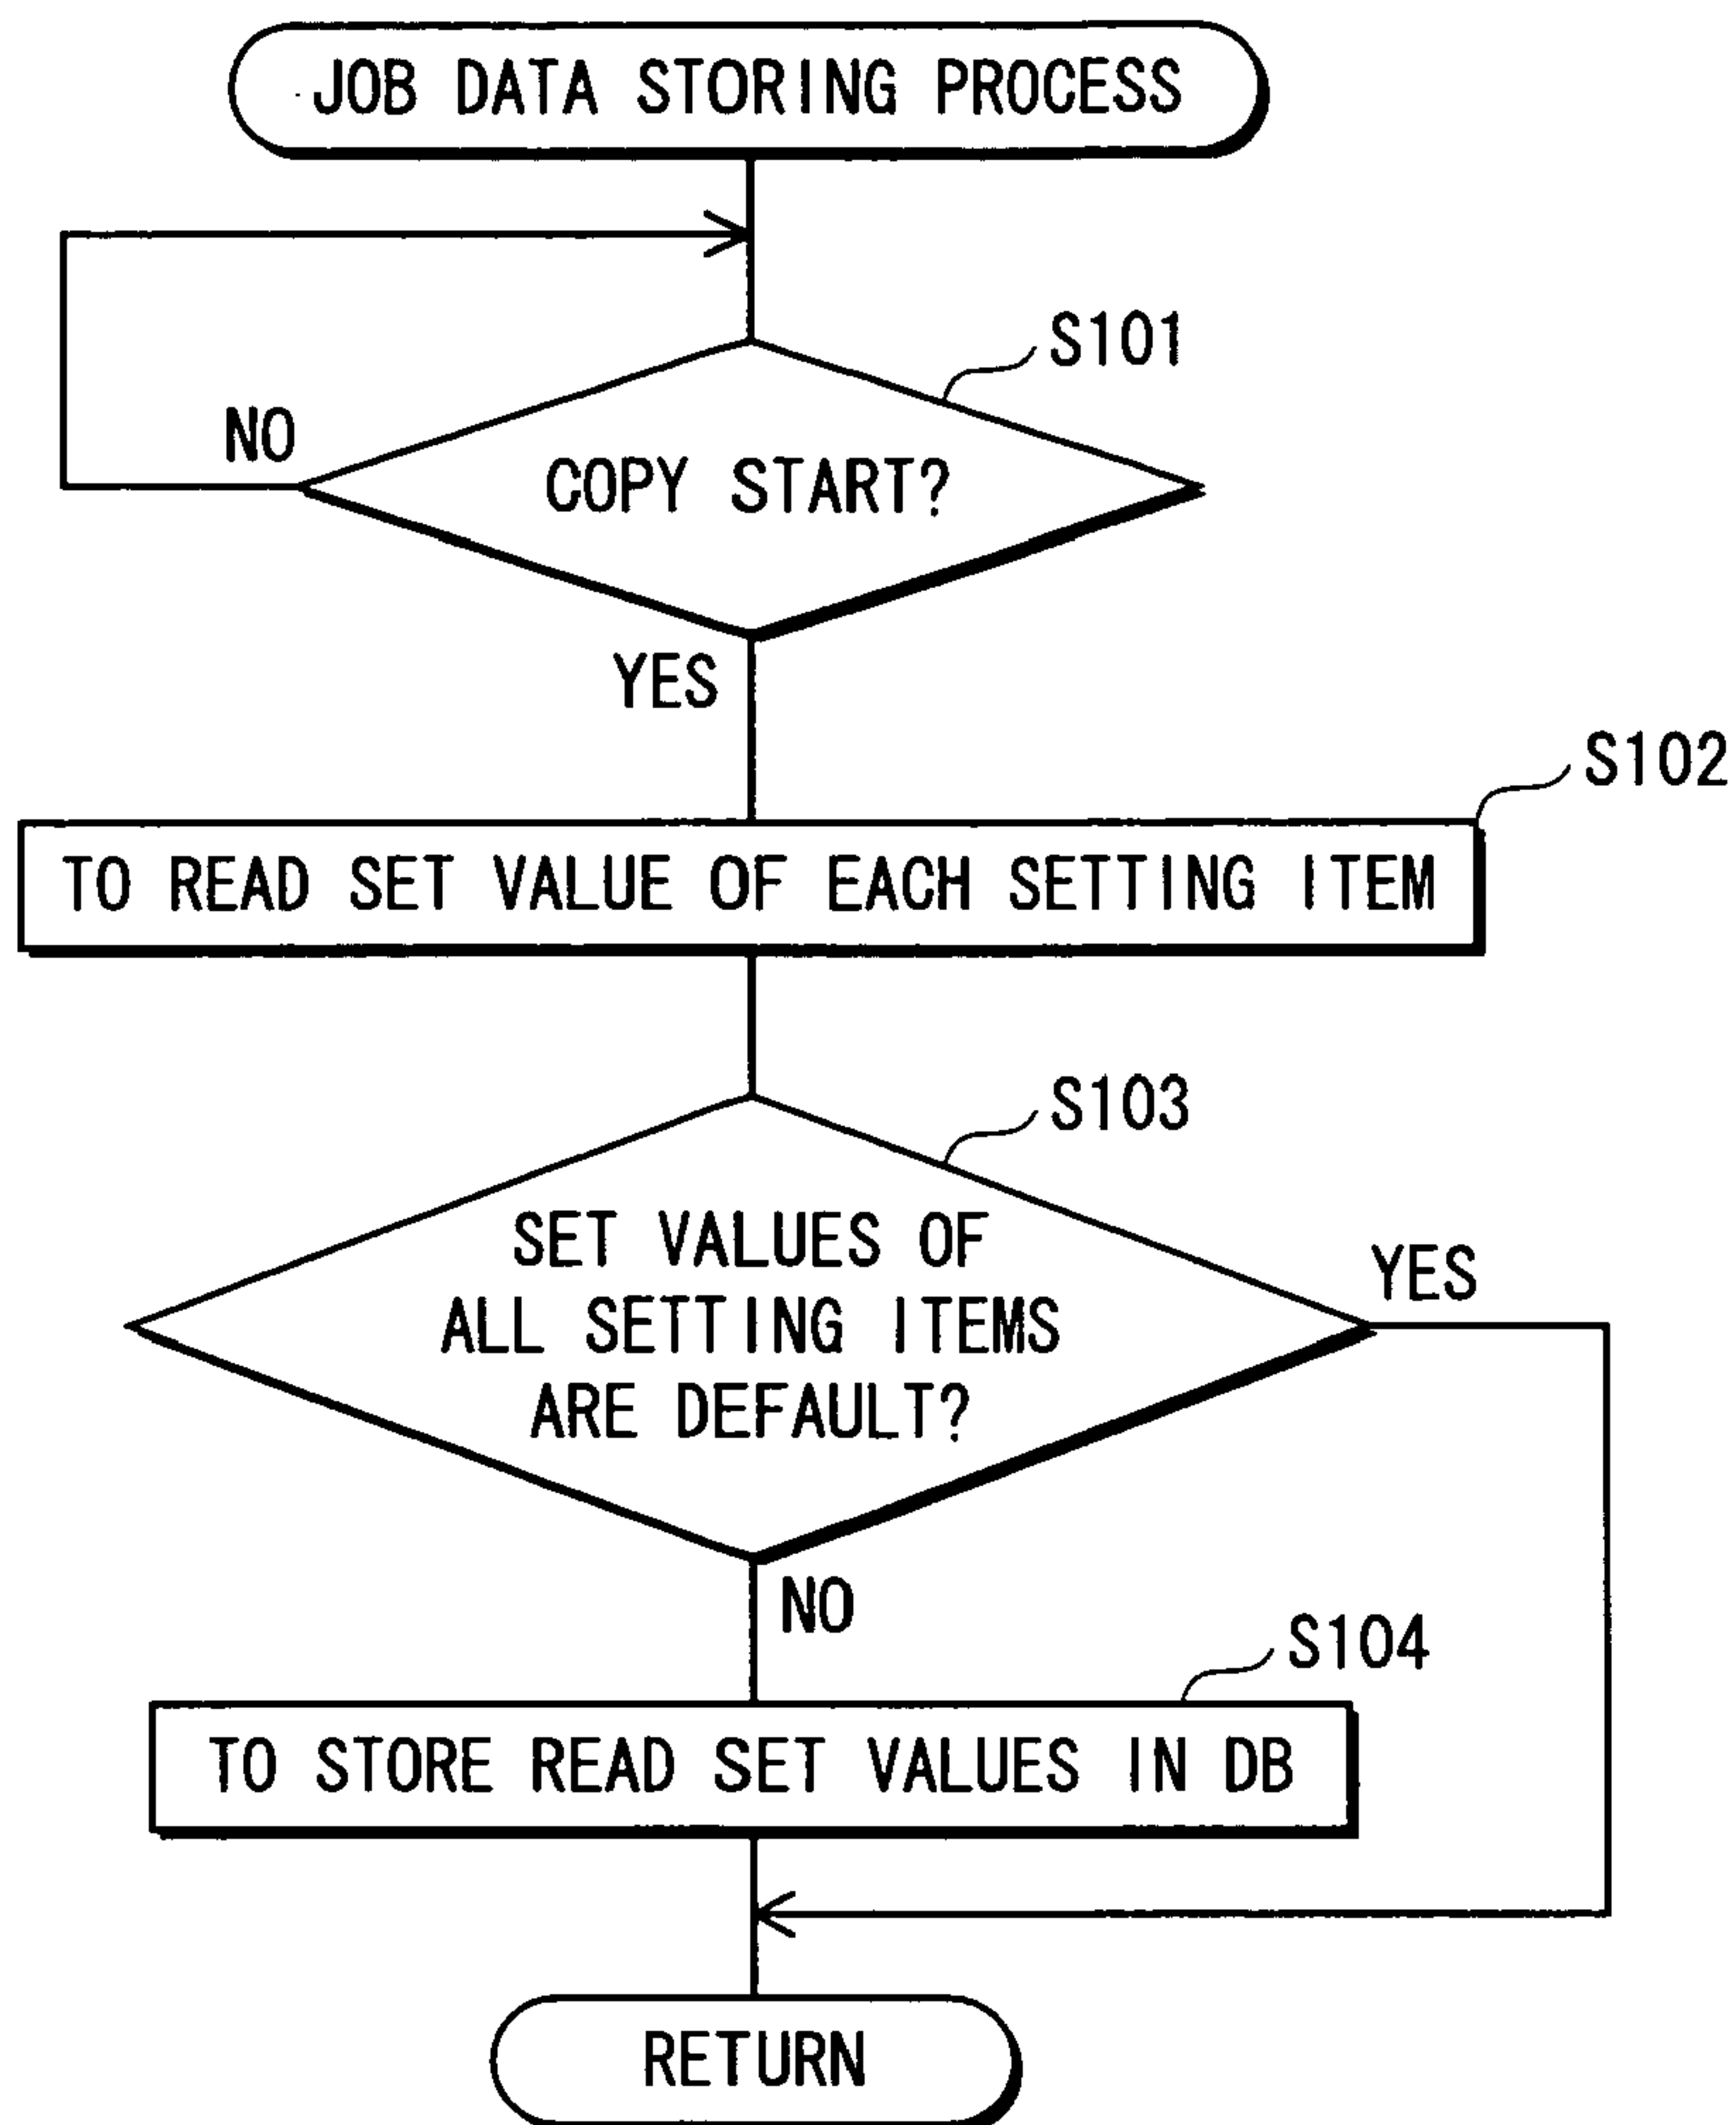 JOB DATA STORING PROCESS
S101
NO
COPY START?
YES
S102
TO READ SET VALUE OF EACH SETTING ITEM
S103
SET VALUES OF
ALL SETTING ITEMS
ARE DEFAULT?
YES
NO
S104
TO STORE READ SET VALUES IN DB
RETURN